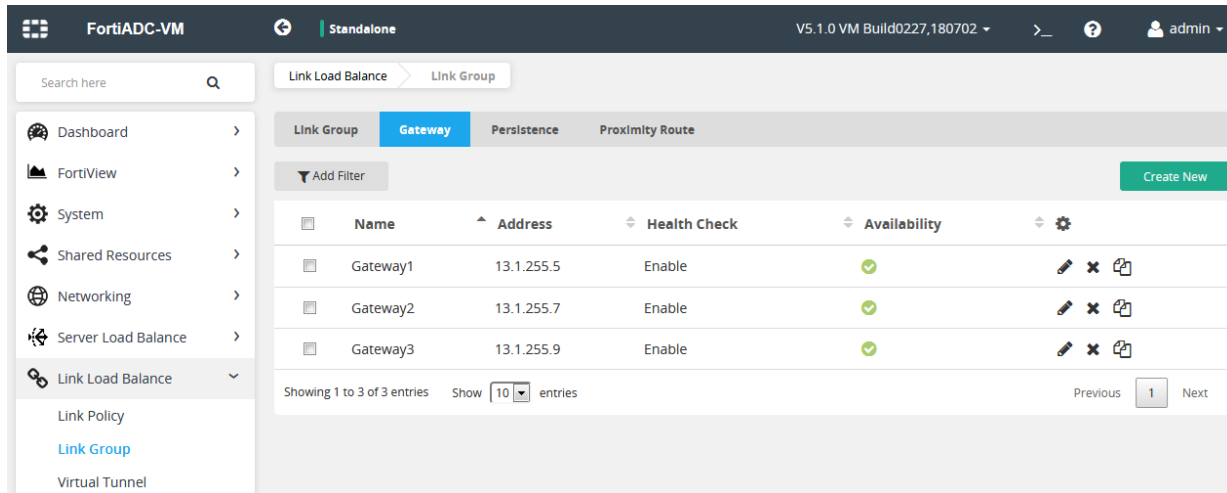 FortiADC-VM
Standalone
V5.1.0 VM Build0227,180702
>_
?
admin
Search here
Link Load Balance
Link Group
Dashboard
FortiView
System
Shared Resources
Networking
Server Load Balance
Link Load Balance
Link Policy
Link Group
Virtual Tunnel
Link Group Gateway Persistence Proximity Route
Add Filter
Create New
Name Address Health Check Availability
Gateway1 13.1.255.5 Enable
Gateway2 13.1.255.7 Enable
Gateway3 13.1.255.9 Enable
Showing 1 to 3 of 3 entries Show 10 entries
Previous 1 Next